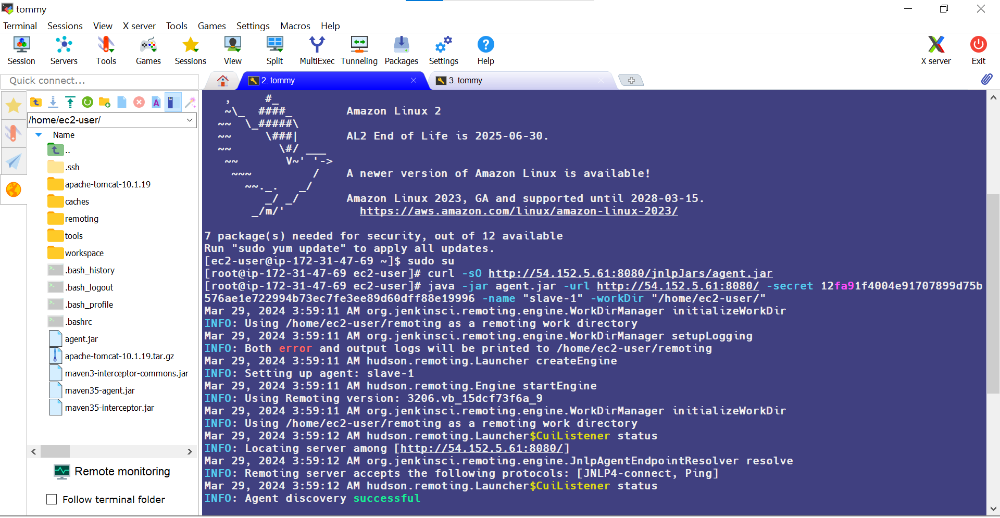 tommy
Terminal Sessions View X server Tools Games Settings Macros Help
Session Servers Tools Games Sessions View Split MultiExec Tunneling Packages Settings Help X server Exit
Quick connect...
2. tommy
3. tommy
/home/ec2-user/
Name
..
.ssh
apache-tomcat-10.1.19
caches
remoting
tools
workspace
.bash_history
.bash_logout
.bash_profile
.bashrc
agent.jar
apache-tomcat-10.1.19.tar.gz
maven3-interceptor-commons.jar
maven35-agent.jar
maven35-interceptor.jar
Remote monitoring
Follow terminal folder
   ,     #_
   ~\_  ####_        Amazon Linux 2
  ~~  \_#####\
  ~~     \###|       AL2 End of Life is 2025-06-30.
  ~~       \#/ ___
   ~~       V~' '->
    ~~~         /    A newer version of Amazon Linux is available!
      ~~._.   _/
         _/ _/       Amazon Linux 2023, GA and supported until 2028-03-15.
       _/m/'           https://aws.amazon.com/linux/amazon-linux-2023/
7 package(s) needed for security, out of 12 available
Run "sudo yum update" to apply all updates.
[ec2-user@ip-172-31-47-69 ~]$ sudo su
[root@ip-172-31-47-69 ec2-user]# curl -sO http://54.152.5.61:8080/jnlpJars/agent.jar
[root@ip-172-31-47-69 ec2-user]# java -jar agent.jar -url http://54.152.5.61:8080/ -secret 12fa91f4004e91707899d75b
576ae1e722994b73ec7fe3ee89d60dff88e19996 -name "slave-1" -workDir "/home/ec2-user/"
Mar 29, 2024 3:59:11 AM org.jenkinsci.remoting.engine.WorkDirManager initializeWorkDir
INFO: Using /home/ec2-user/remoting as a remoting work directory
Mar 29, 2024 3:59:11 AM org.jenkinsci.remoting.engine.WorkDirManager setupLogging
INFO: Both error and output logs will be printed to /home/ec2-user/remoting
Mar 29, 2024 3:59:11 AM hudson.remoting.Launcher createEngine
INFO: Setting up agent: slave-1
Mar 29, 2024 3:59:11 AM hudson.remoting.Engine startEngine
INFO: Using Remoting version: 3206.vb_15dcf73f6a_9
Mar 29, 2024 3:59:11 AM org.jenkinsci.remoting.engine.WorkDirManager initializeWorkDir
INFO: Using /home/ec2-user/remoting as a remoting work directory
Mar 29, 2024 3:59:12 AM hudson.remoting.Launcher$CuiListener status
INFO: Locating server among [http://54.152.5.61:8080/]
Mar 29, 2024 3:59:12 AM org.jenkinsci.remoting.engine.JnlpAgentEndpointResolver resolve
INFO: Remoting server accepts the following protocols: [JNLP4-connect, Ping]
Mar 29, 2024 3:59:12 AM hudson.remoting.Launcher$CuiListener status
INFO: Agent discovery successful